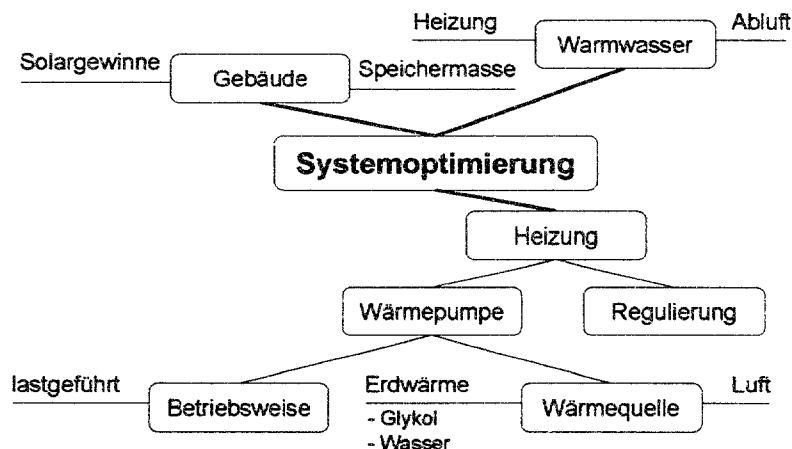 Heizung
Warmwasser
Abluft
Solargewinne
Gebäude
Speichermasse
Systemoptimierung
Heizung
Wärmepumpe
Regulierung
lastgeführt
Betriebsweise
Erdwärme
- Glykol
- Wasser
Wärmequelle
Luft